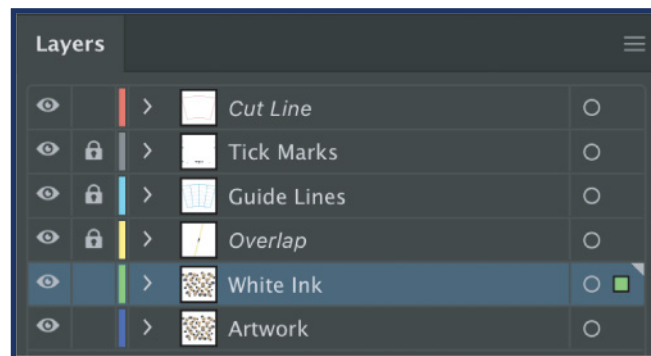 Layers
Cut Line
Tick Marks
Guide Lines
Overlap
White Ink
Artwork